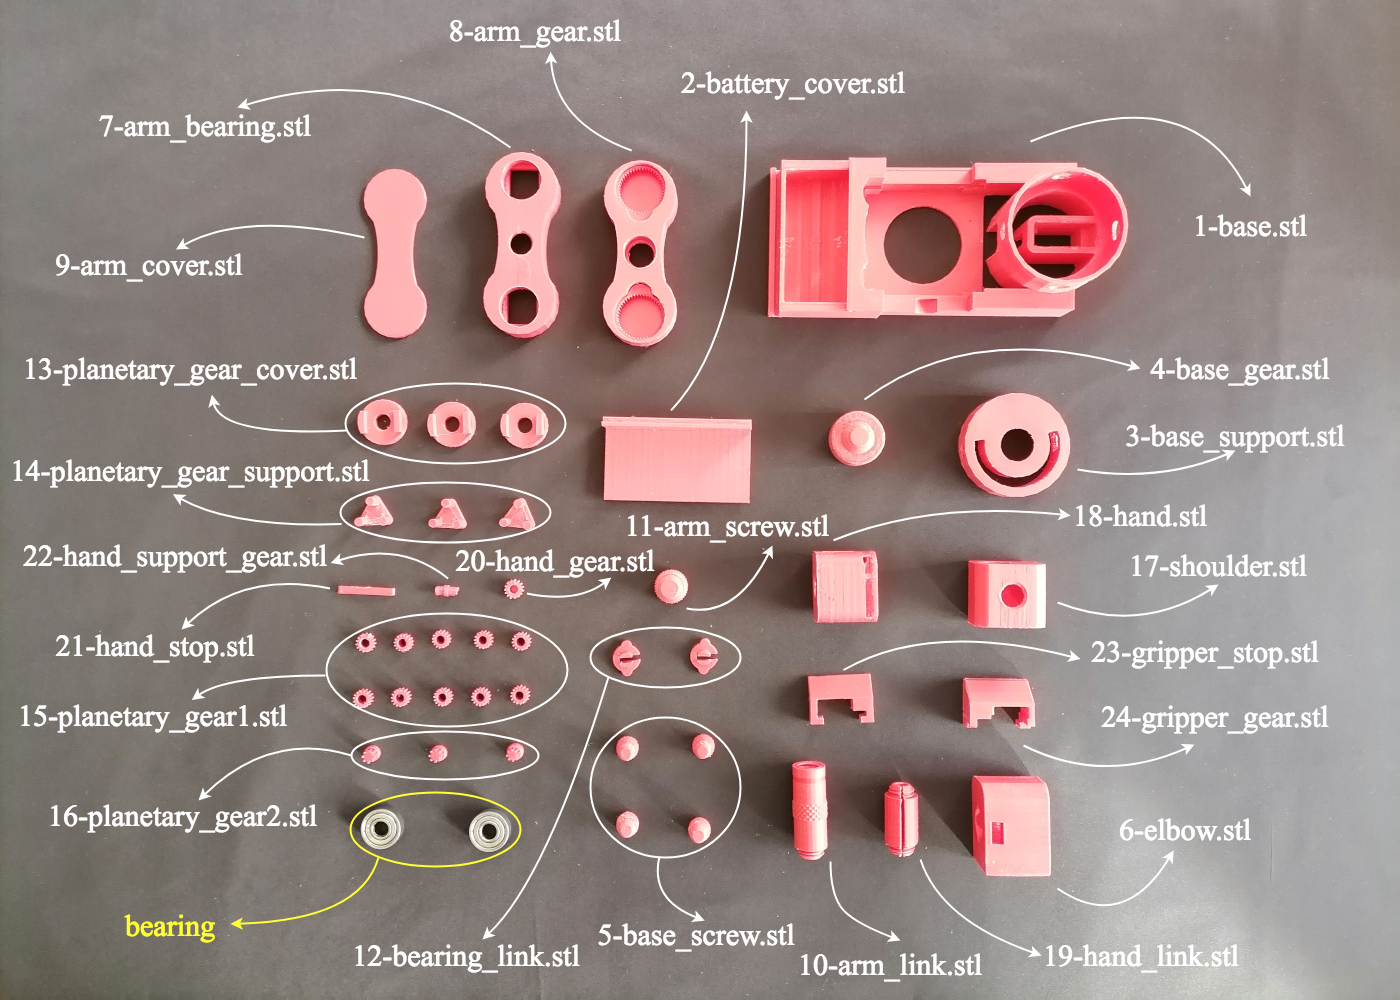 8-arm_gear.stl
2-battery_cover.stl
7-arm_bearing.stl
1-base.stl
9-arm_cover.stl
13-planetary_gear_cover.stl
4-base_gear.stl
3-base_support.stl
14-planetary_gear_support.stl
18-hand.stl
11-arm_screw.stl
22-hand_support_gear.stl
20-hand_gear.stl
17-shoulder.stl
21-hand_stop.stl
23-gripper_stop.stl
15-planetary_gear1.stl
24-gripper_gear.stl
16-planetary_gear2.stl
6-elbow.stl
bearing
5-base_screw.stl
12-bearing_link.stl
10-arm_link.stl
19-hand_link.stl